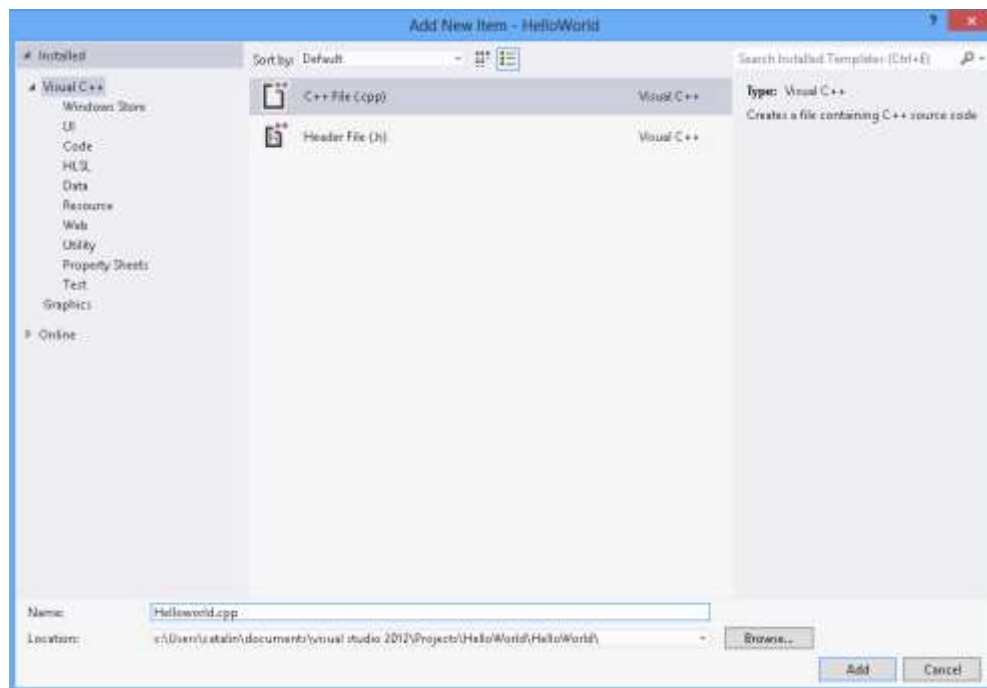 Add New Item - HelloWorld
Installed
Sort by: Default
Search Installed Templates (Ctrl+E)
Visual C++
Windows Store
UI
Code
HLSL
Data
Resource
Web
Utility
Property Sheets
Test
Graphics
Online
C++ File (.cpp) Visual C++
Header File (.h) Visual C++
Type: Visual C++
Creates a file containing C++ source code
Name: Helloworld.cpp
Location: c:\Users\catalin\documents\visual studio 2012\Projects\HelloWorld\HelloWorld\
Browse...
Add Cancel